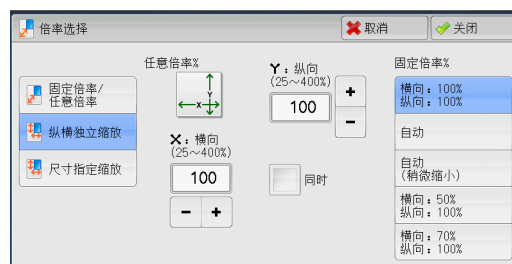 倍率选择
取消
关闭
固定倍率/
任意倍率
纵横独立缩放
尺寸指定缩放
任意倍率%
Y
X
X：横向
(25～400%)
100
- +
Y：纵向
(25～400%)
100
+
-
同时
固定倍率%
横向：100%
纵向：100%
自动
自动
(稍微缩小)
横向：50%
纵向：100%
横向：70%
纵向：100%